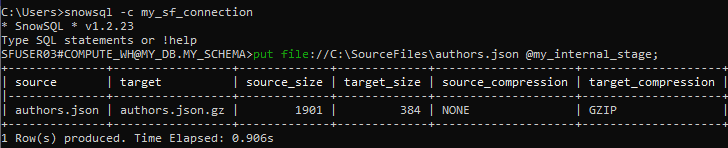 C:\Users>snowsql -c my_sf_connection
* SnowSQL * v1.2.23
Type SQL statements or !help
SFUSER03#COMPUTE_WH@MY_DB.MY_SCHEMA>put file://C:\SourceFiles\authors.json @my_internal_stage;
+--------------+-----------------+-------------+-------------+--------------------+--------------------+
| source | target | source_size | target_size | source_compression | target_compression |
|--------------+-----------------+-------------+-------------+--------------------+--------------------+
| authors.json | authors.json.gz | 1901 | 384 | NONE | GZIP
+--------------+-----------------+-------------+-------------+--------------------+--------------------+
1 Row(s) produced. Time Elapsed: 0.906s